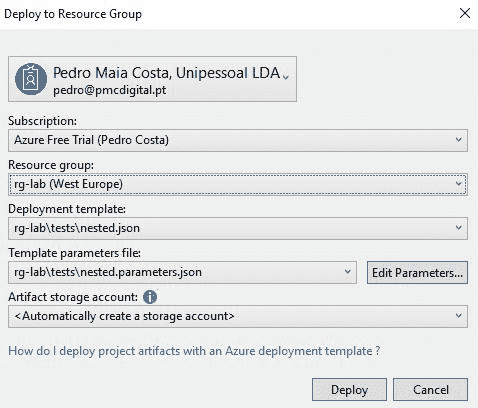 Deploy to Resource Group
Pedro Maia Costa, Unipessoal LDA
pedro@pmcdigital.pt
Subscription:
Azure Free Trial (Pedro Costa)
Resource group:
rg-lab (West Europe)
Deployment template:
rg-lab\tests\nested.json
Template parameters file:
rg-lab\tests\nested.parameters.json
Edit Parameters...
Artifact storage account:
<Automatically create a storage account>
How do I deploy project artifacts with an Azure deployment template ?
Deploy
Cancel